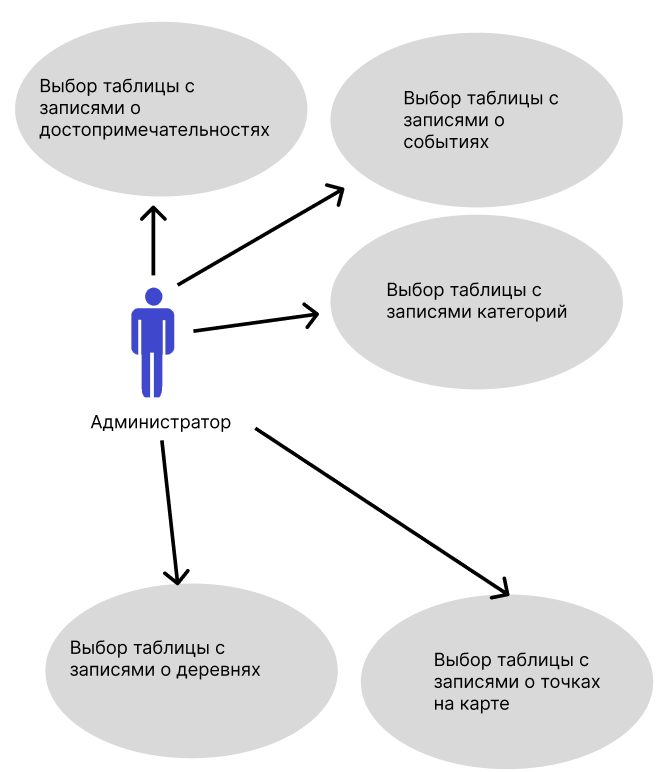 Выбор таблицы с
записями о
достопримечательностях
Выбор таблицы с
записями о
событиях
Выбор таблицы с
записями категорий
Администратор
Выбор таблицы с
записями о деревнях
Выбор таблицы с
записями о точках
на карте